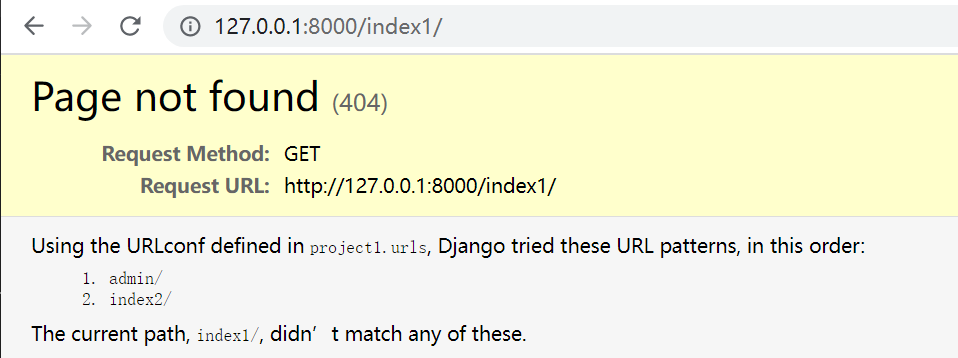 127.0.0.1:8000/index1/
Page not found (404)
Request Method: GET
Request URL: http://127.0.0.1:8000/index1/
Using the URLconf defined in project1.urls, Django tried these URL patterns, in this order:
1. admin/
2. index2/
The current path, index1/, didn’t match any of these.